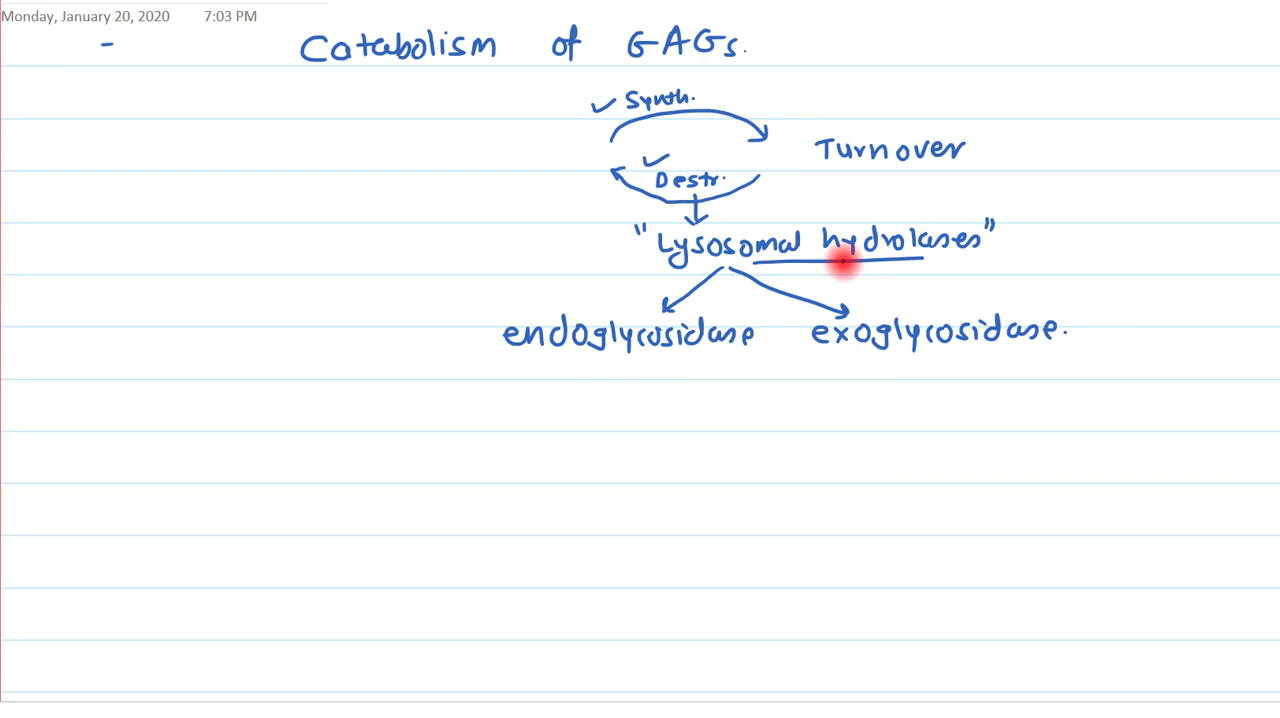 Monday, January 20, 2020 7:03 PM
- Catabolism of GAGs.
✓ Synth.
Turnover
✓
Destr.
"Lysosomal hydrolases"
endoglycosidase exoglycosidase.